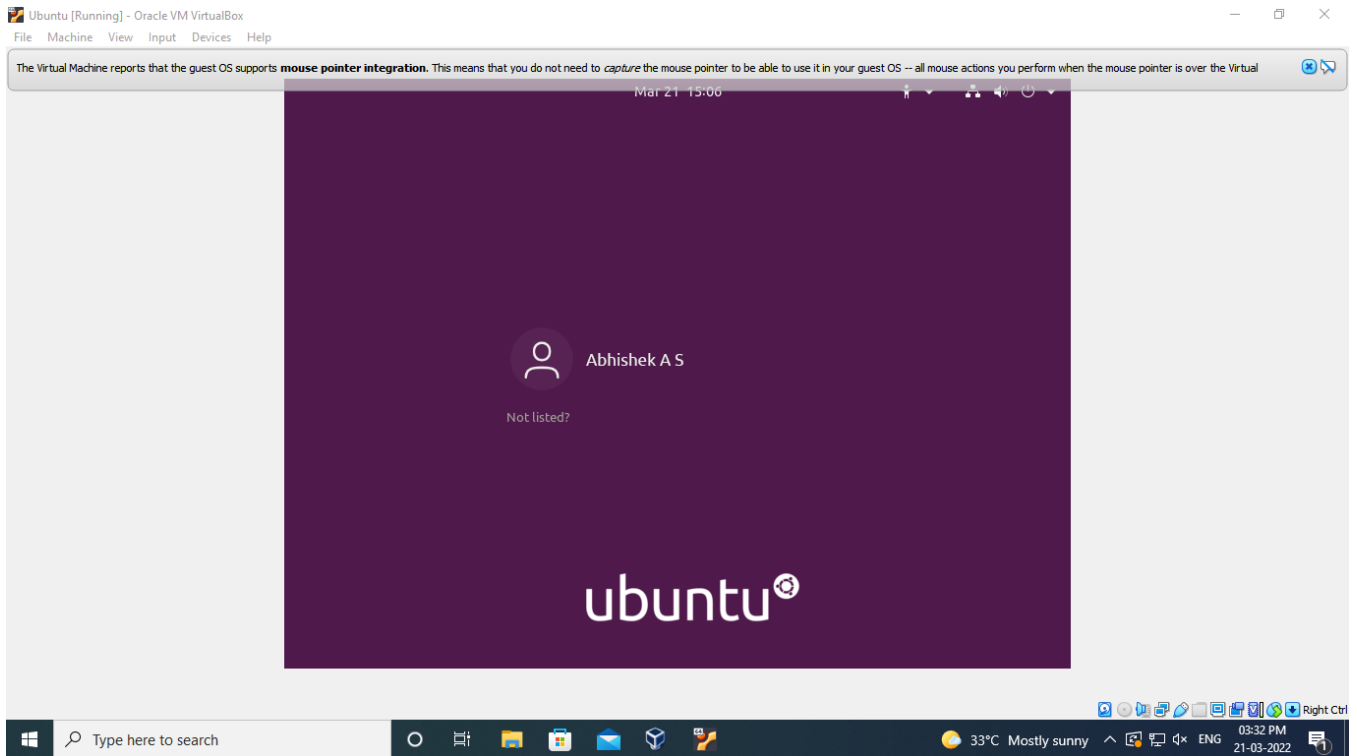 Ubuntu [Running] - Oracle VM VirtualBox
File Machine View Input Devices Help
The Virtual Machine reports that the guest OS supports mouse pointer integration. This means that you do not need to capture the mouse pointer to be able to use it in your guest OS -- all mouse actions you perform when the mouse pointer is over the Virtual
Mar 21 15:06
Abhishek A S
Not listed?
ubuntu
Right Ctrl
Type here to search
33°C Mostly sunny
ENG
03:32 PM
21-03-2022
1